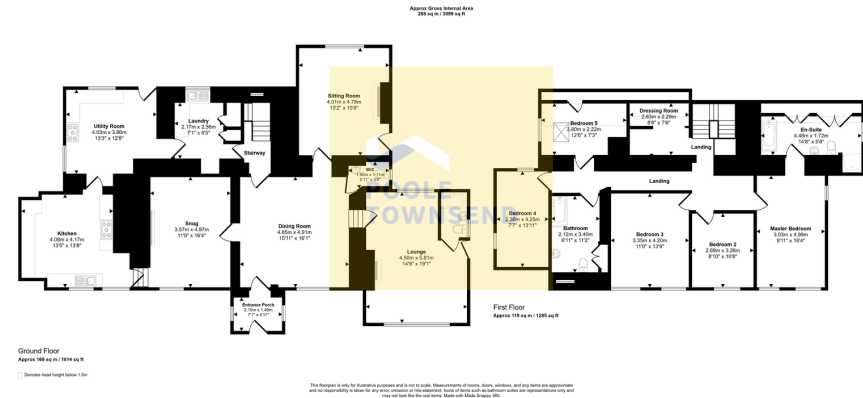 Approx Gross Internal Area
288 sq m / 3099 sq ft
Sitting Room
4.01m x 4.78m
13'2" x 15'8"
Utility Room
4.03m x 3.86m
13'3" x 12'8"
Laundry
2.17m x 2.56m
7'1" x 8'5"
Stairway
W/C
Kitchen
4.08m x 4.17m
13'5" x 13'8"
Snug
3.57m x 4.97m
11'9" x 16'4"
Dining Room
4.85m x 4.91m
15'11" x 16'1"
Entrance Porch
2.15m x 1.49m
7'1" x 4'11"
Lounge
4.50m x 5.81m
14'9" x 19'1"
POOLE
TOWNSEND
Bedroom 5
3.80m x 2.22m
12'6" x 7'3"
Dressing Room
2.63m x 2.29m
8'8" x 7'6"
Landing
En-Suite
4.48m x 1.72m
14'8" x 5'8"
Landing
Bedroom 4
2.30m x 4.25m
7'7" x 13'11"
Bathroom
2.12m x 3.40m
6'11" x 11'2"
Bedroom 3
3.35m x 4.20m
11'0" x 13'9"
Bedroom 2
2.69m x 3.26m
8'10" x 10'8"
Master Bedroom
3.03m x 4.99m
9'11" x 16'4"
First Floor
Approx 119 sq m / 1285 sq ft
Ground Floor
Approx 169 sq m / 1814 sq ft
Denotes head height below 1.5m
This floorplan is only for illustrative purposes and is not to scale. Measurements of rooms, doors, windows, and any items are approximate
and no responsibility is taken for any error, omission or mis-statement. Icons of items such as bathroom suites are representations only and
may not look like the real items. Made with Made Snappy 360.